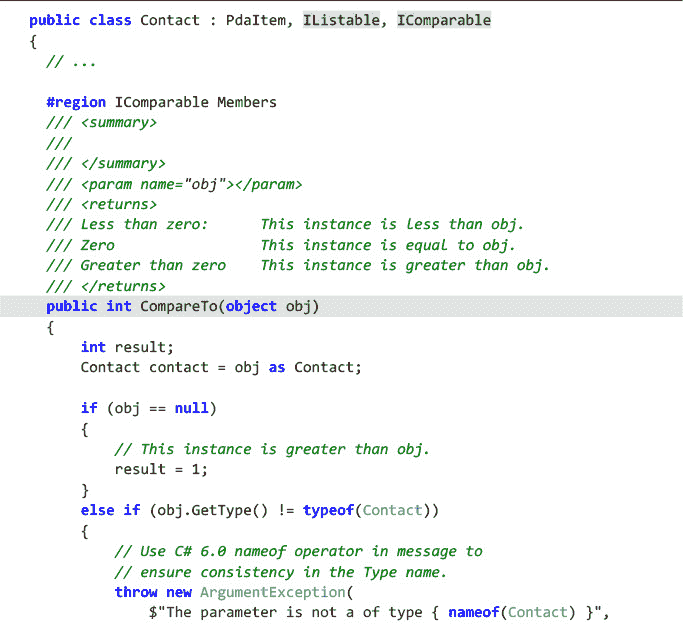 public class Contact : PdaItem, IListable, IComparable
{
// ...
#region IComparable Members
/// <summary>
///
/// </summary>
/// <param name="obj"></param>
/// <returns>
/// Less than zero:      This instance is less than obj.
/// Zero                 This instance is equal to obj.
/// Greater than zero    This instance is greater than obj.
/// </returns>
public int CompareTo(object obj)
{
int result;
Contact contact = obj as Contact;
if (obj == null)
{
// This instance is greater than obj.
result = 1;
}
else if (obj.GetType() != typeof(Contact))
{
// Use C# 6.0 nameof operator in message to
// ensure consistency in the Type name.
throw new ArgumentException(
$"The parameter is not a of type { nameof(Contact) }",